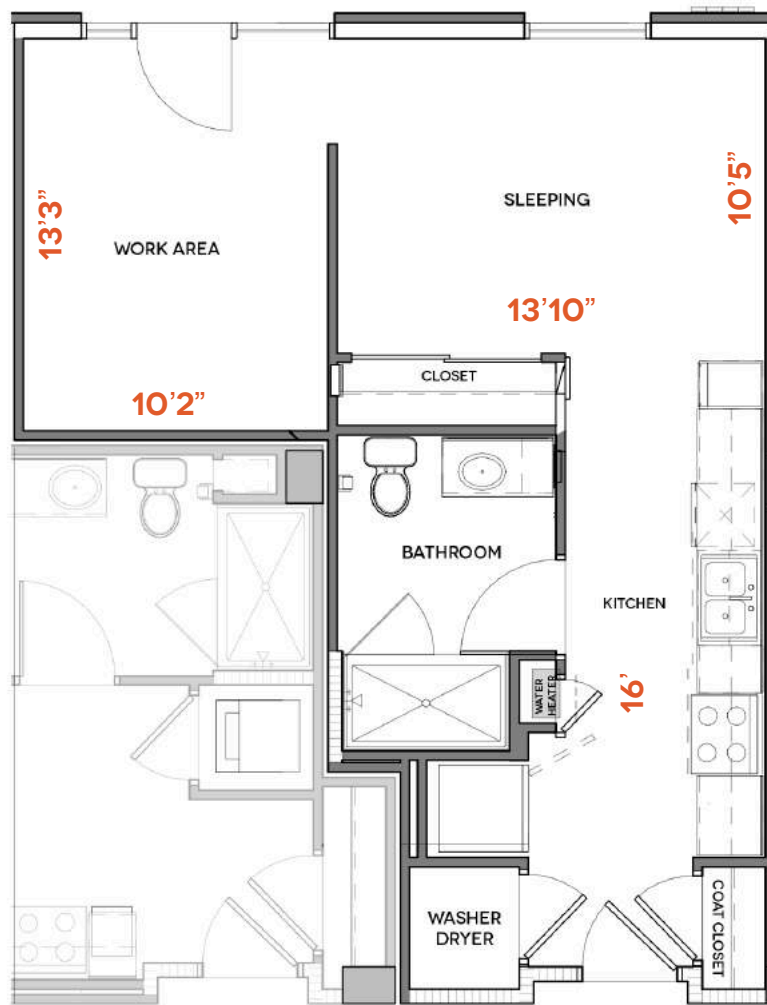 SLEEPING
10’5”
13’3”
WORK AREA
13’10”
CLOSET
10’2”
BATHROOM
KITCHEN
WATER
HEATER
16’
WASHER
DRYER
COAT CLOSET